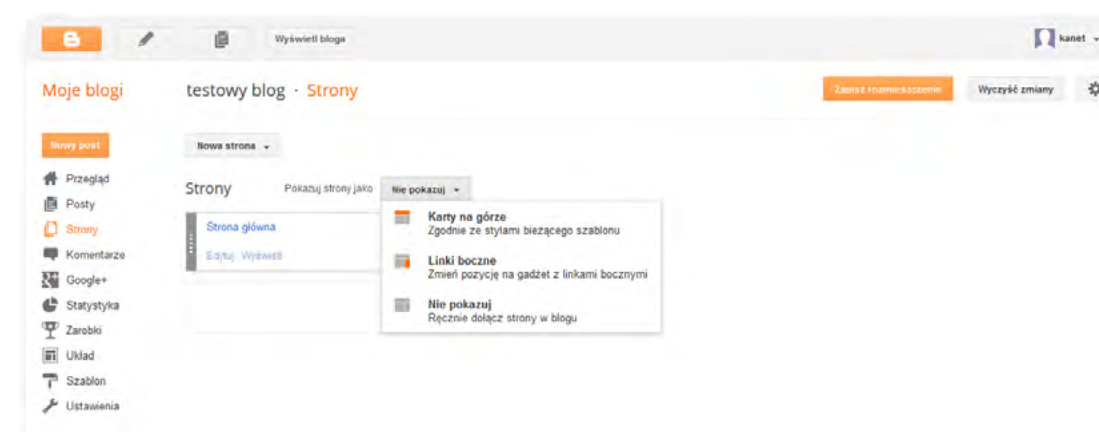 Wyświetl bloga
kanet
Moje blogi
testowy blog · Strony
Zapisz rozmieszczenie
Wyczyść zmiany
Nowy post
Nowa strona
Przegląd
Posty
Strony
Komentarze
Google+
Statystyka
Zarobki
Układ
Szablon
Ustawienia
Strony
Pokazuj strony jako
Nie pokazuj
Strona główna
Edytuj Wyświetl
Karty na górze
Zgodnie ze stylami bieżącego szablonu
Linki boczne
Zmień pozycję na gadżet z linkami bocznymi
Nie pokazuj
Ręcznie dołącz strony w blogu